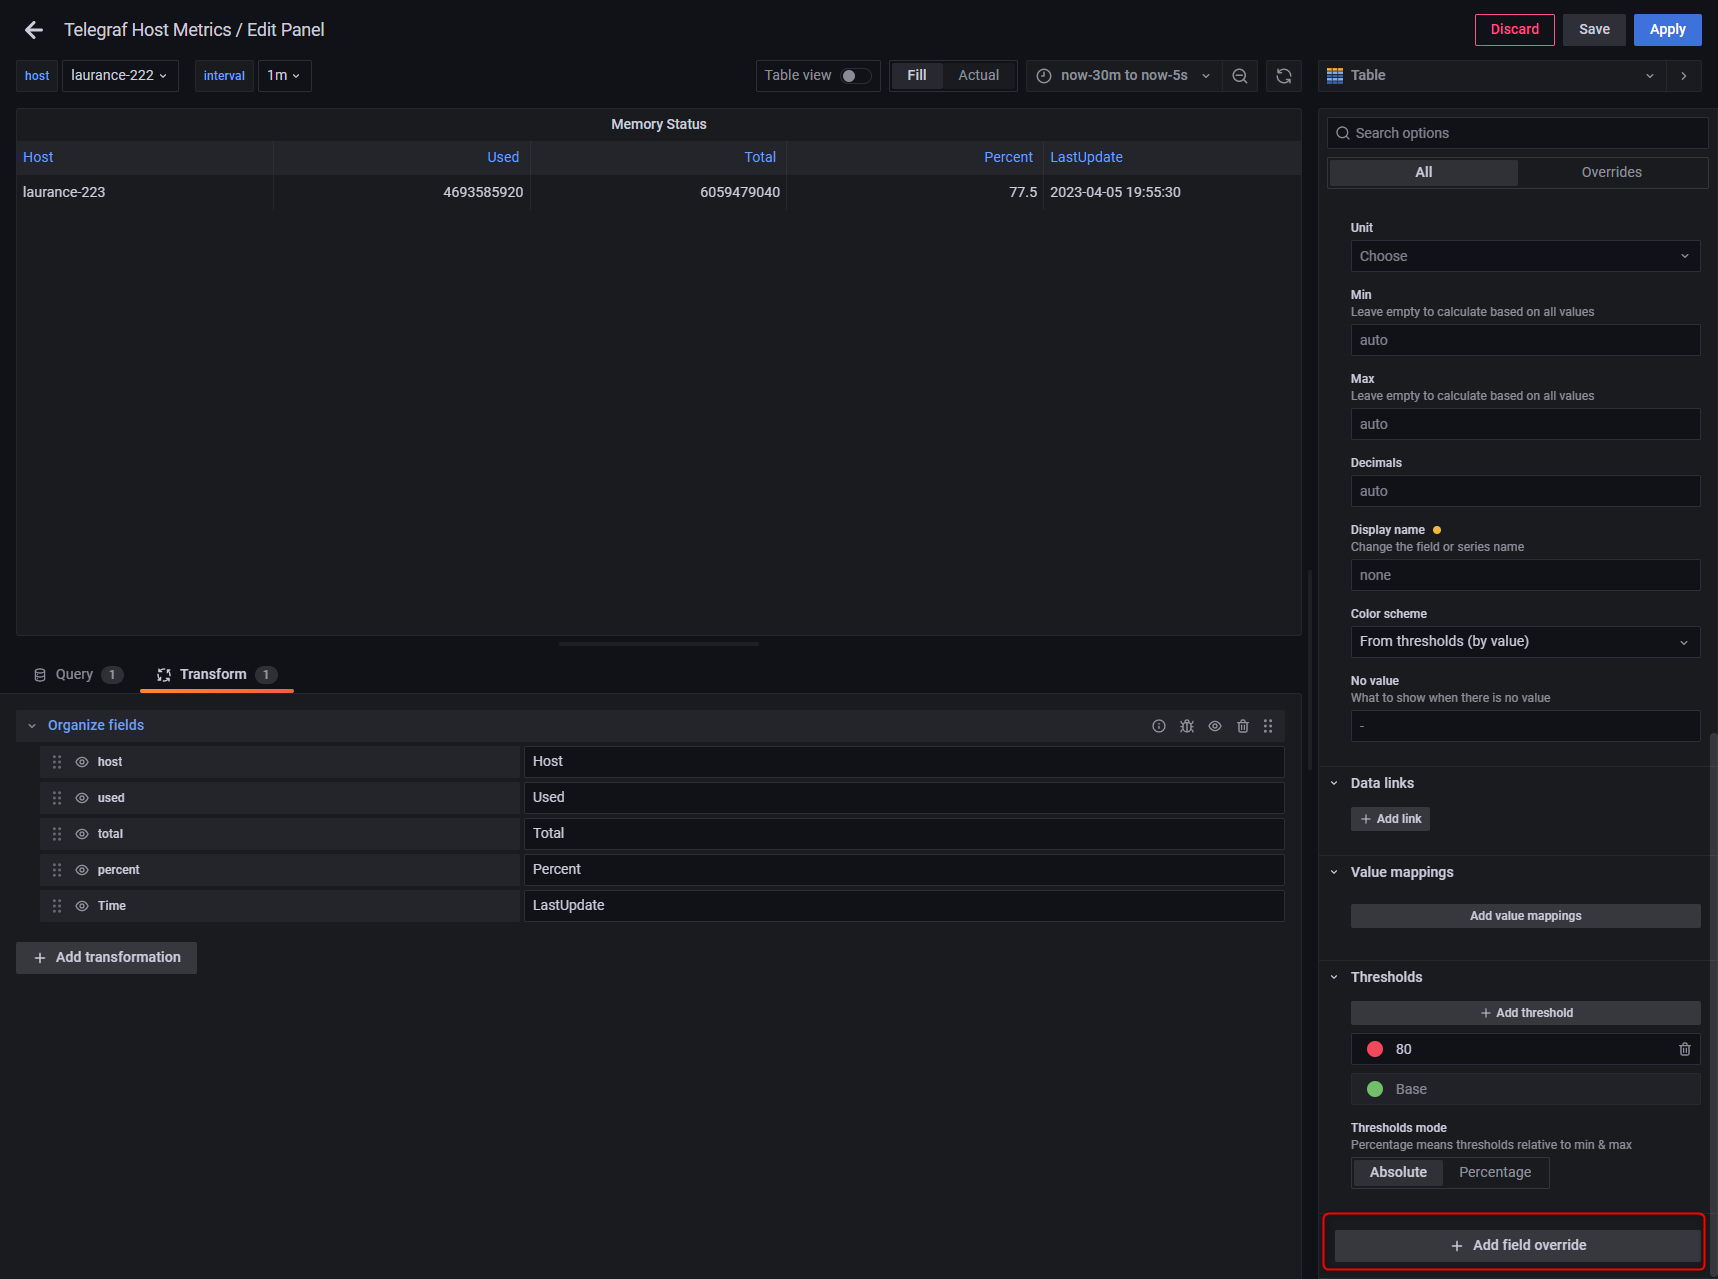 Telegraf Host Metrics / Edit Panel
Discard
Save
Apply
host
laurance-222
interval
1m
Table view
Fill
Actual
now-30m to now-5s
Table
Memory Status
Host
Used
Total
Percent
LastUpdate
laurance-223
4693585920
6059479040
77.5
2023-04-05 19:55:30
Query
1
Transform
1
Organize fields
host
Host
used
Used
total
Total
percent
Percent
Time
LastUpdate
+ Add transformation
Search options
All
Overrides
Unit
Choose
Min
Leave empty to calculate based on all values
auto
Max
Leave empty to calculate based on all values
auto
Decimals
auto
Display name
Change the field or series name
none
Color scheme
From thresholds (by value)
No value
What to show when there is no value
-
Data links
+ Add link
Value mappings
Add value mappings
Thresholds
+ Add threshold
80
Base
Thresholds mode
Percentage means thresholds relative to min & max
Absolute
Percentage
+ Add field override